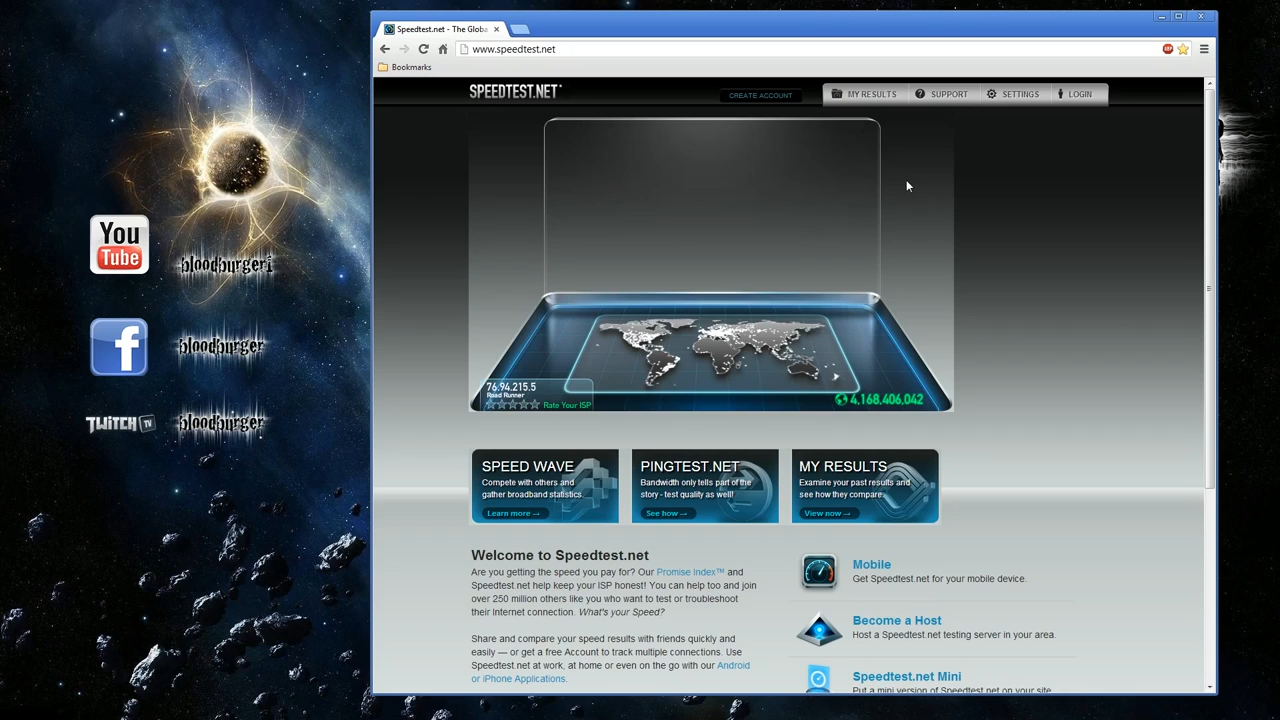 Speedtest.net - The Globa
www.speedtest.net
Bookmarks
SPEEDTEST.NET
CREATE ACCOUNT
MY RESULTS
SUPPORT
SETTINGS
LOGIN
You
Tube
bloodburger1
f
bloodburger
TWITCH TV
bloodburger
76.94.215.5
Road Runner
Rate Your ISP
4,168,406,042
SPEED WAVE
Compete with others and
gather broadband statistics.
Learn more →
PINGTEST.NET
Bandwidth only tells part of the
story - test quality as well!
See how →
MY RESULTS
Examine your past results and
see how they compare.
View now →
Welcome to Speedtest.net
Are you getting the speed you pay for? Our Promise Index™ and
Speedtest.net help keep your ISP honest! You can help too and join
over 250 million others like you who want to test or troubleshoot
their Internet connection. What's your Speed?
Share and compare your speed results with friends quickly and
easily — or get a free Account to track multiple connections. Use
Speedtest.net at work, at home or even on the go with our Android
or iPhone Applications.
Mobile
Get Speedtest.net for your mobile device.
Become a Host
Host a Speedtest.net testing server in your area.
Speedtest.net Mini
Put a mini version of Speedtest.net on your site.